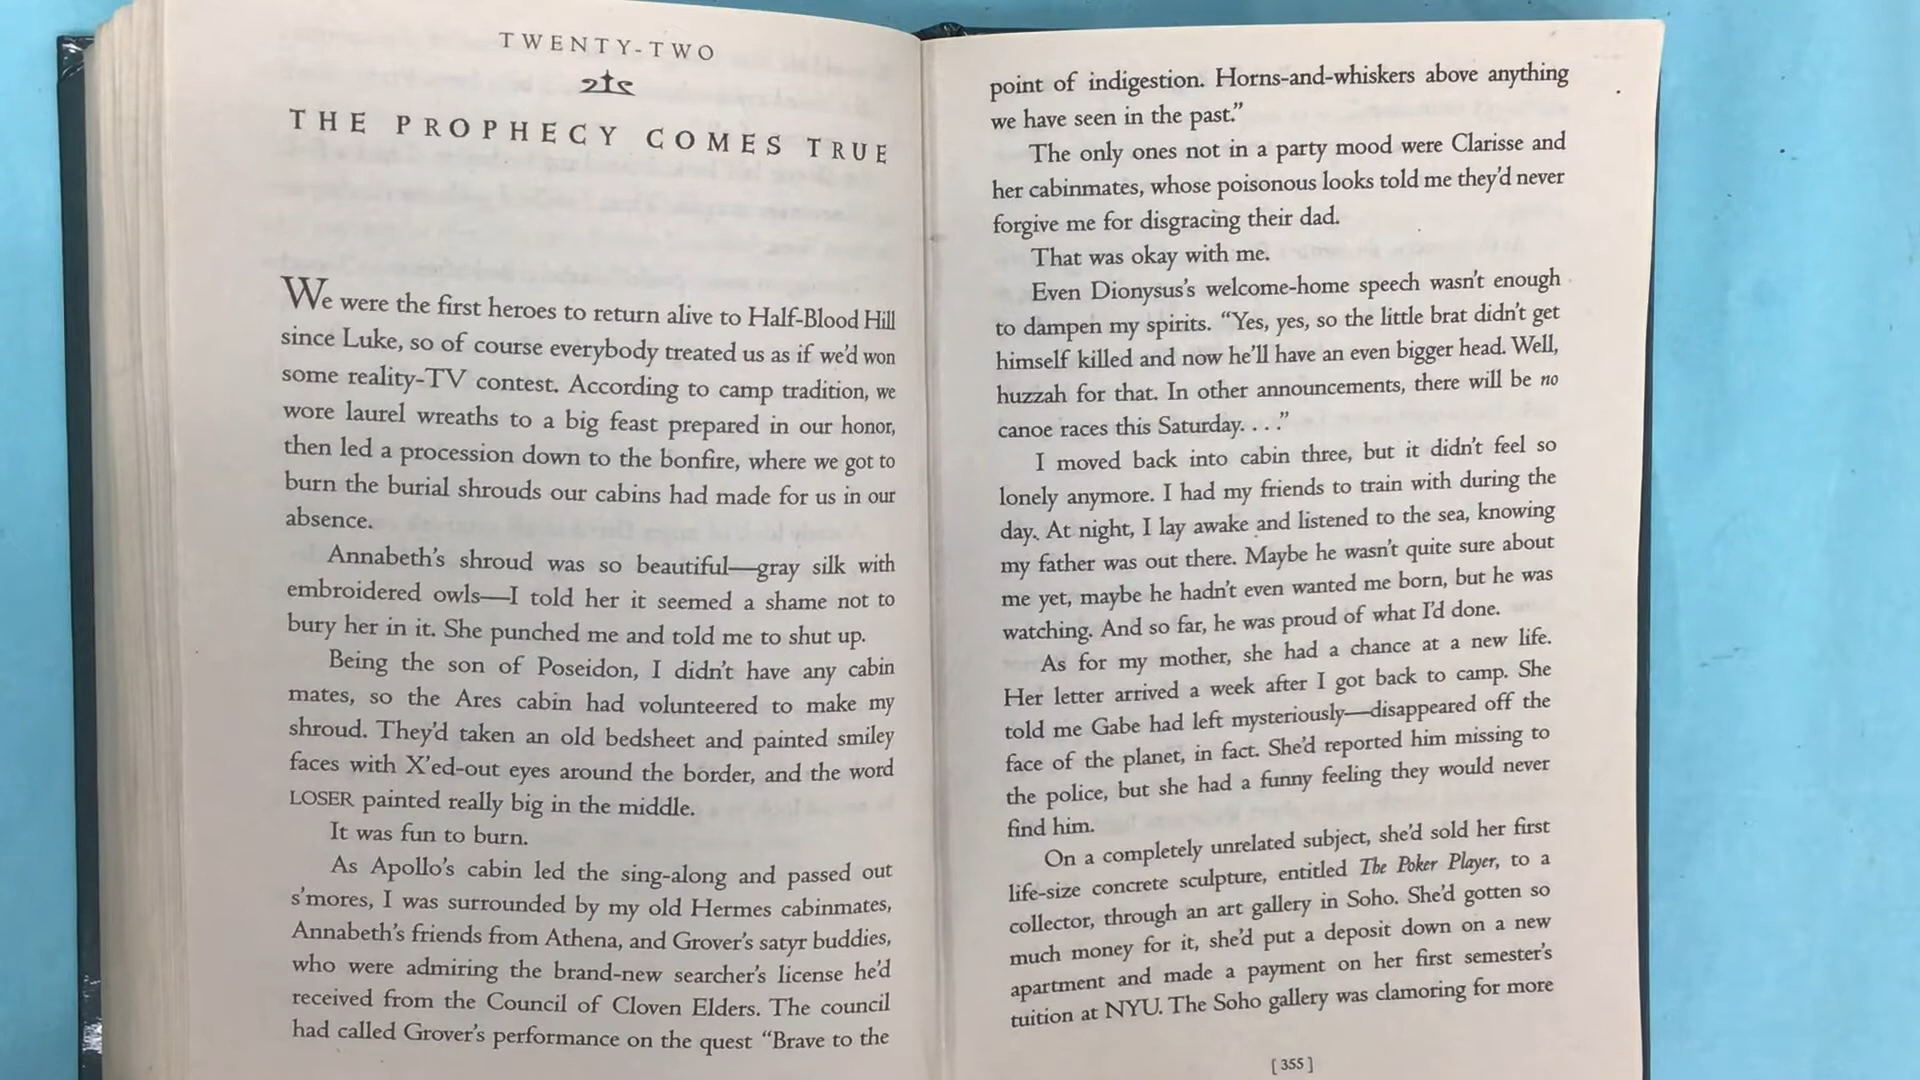 TWENTY-TWO
THE PROPHECY COMES TRUE
We were the first heroes to return alive to Half-Blood Hill
since Luke, so of course everybody treated us as if we'd won
some reality-TV contest. According to camp tradition, we
wore laurel wreaths to a big feast prepared in our honor,
then led a procession down to the bonfire, where we got to
burn the burial shrouds our cabins had made for us in our
absence.
Annabeth's shroud was so beautiful—gray silk with
embroidered owls—I told her it seemed a shame not to
bury her in it. She punched me and told me to shut up.
Being the son of Poseidon, I didn't have any cabin
mates, so the Ares cabin had volunteered to make my
shroud. They'd taken an old bedsheet and painted smiley
faces with X'ed-out eyes around the border, and the word
LOSER painted really big in the middle.
It was fun to burn.
As Apollo's cabin led the sing-along and passed out
s'mores, I was surrounded by my old Hermes cabinmates,
Annabeth's friends from Athena, and Grover's satyr buddies,
who were admiring the brand-new searcher's license he'd
received from the Council of Cloven Elders. The council
had called Grover's performance on the quest “Brave to the
point of indigestion. Horns-and-whiskers above anything
we have seen in the past.”
The only ones not in a party mood were Clarisse and
her cabinmates, whose poisonous looks told me they'd never
forgive me for disgracing their dad.
That was okay with me.
Even Dionysus's welcome-home speech wasn't enough
to dampen my spirits. “Yes, yes, so the little brat didn't get
himself killed and now he'll have an even bigger head. Well,
huzzah for that. In other announcements, there will be no
canoe races this Saturday. . . .”
I moved back into cabin three, but it didn't feel so
lonely anymore. I had my friends to train with during the
day. At night, I lay awake and listened to the sea, knowing
my father was out there. Maybe he wasn't quite sure about
me yet, maybe he hadn't even wanted me born, but he was
watching. And so far, he was proud of what I'd done.
As for my mother, she had a chance at a new life.
Her letter arrived a week after I got back to camp. She
told me Gabe had left mysteriously—disappeared off the
face of the planet, in fact. She'd reported him missing to
the police, but she had a funny feeling they would never
find him.
On a completely unrelated subject, she'd sold her first
life-size concrete sculpture, entitled The Poker Player, to a
collector, through an art gallery in Soho. She'd gotten so
much money for it, she'd put a deposit down on a new
apartment and made a payment on her first semester's
tuition at NYU. The Soho gallery was clamoring for more
[ 355 ]